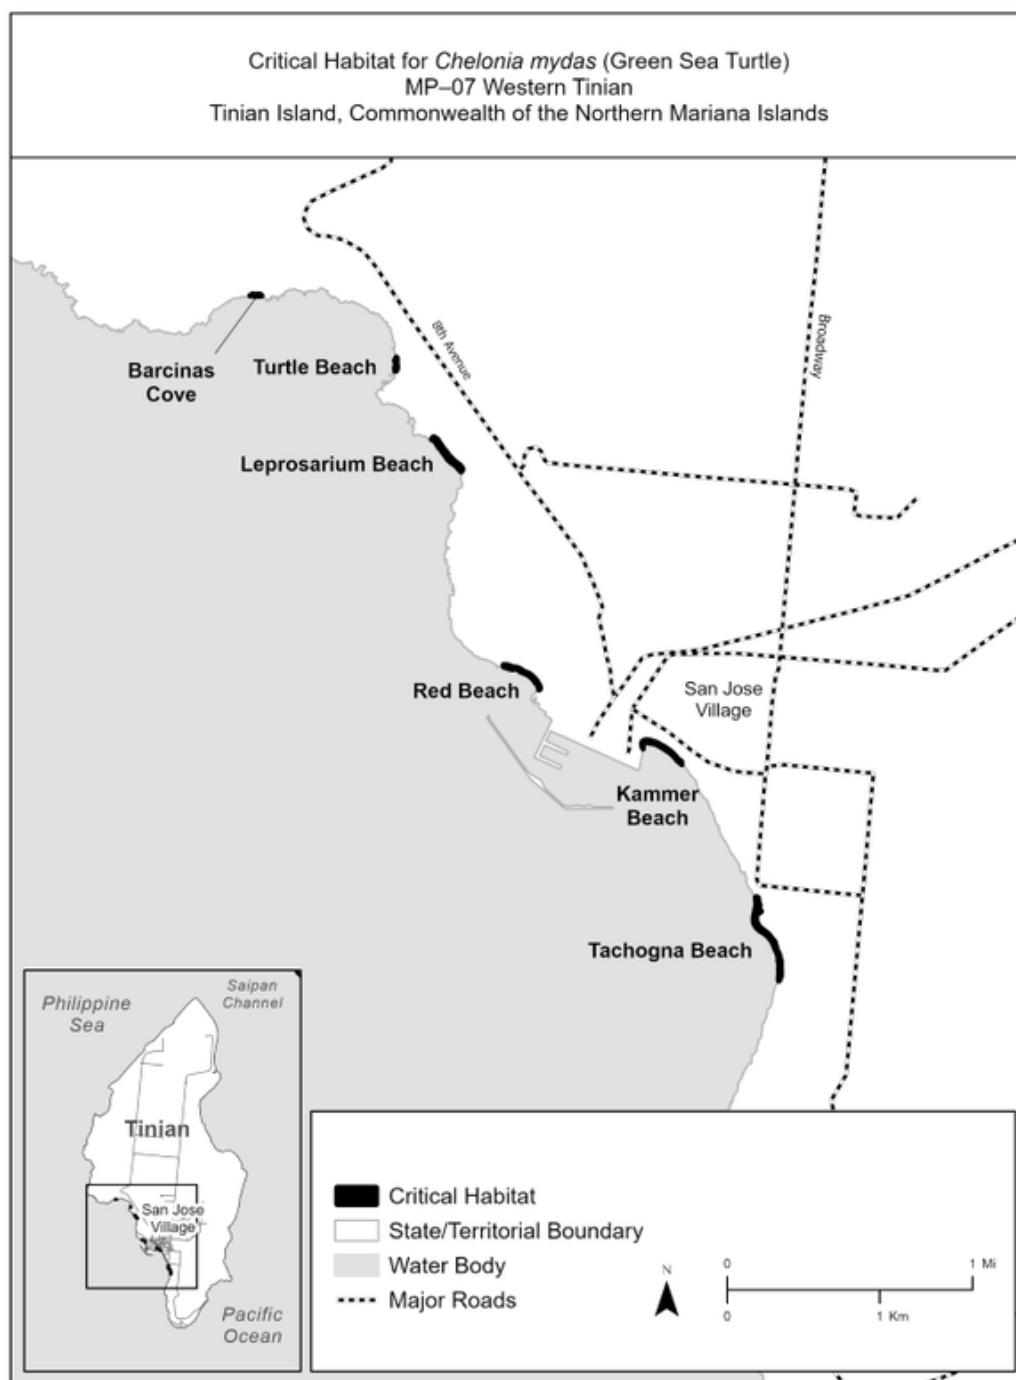 Critical Habitat for Chelonia mydas (Green Sea Turtle)
MP–07 Western Tinian
Tinian Island, Commonwealth of the Northern Mariana Islands
8th Avenue
Broadway
Barcinas
Cove
Turtle Beach
Leprosarium Beach
Red Beach
San Jose
Village
Kammer
Beach
Tachogna Beach
Philippine
Sea
Saipan
Channel
Tinian
San Jose
Village
Pacific
Ocean
Critical Habitat
State/Territorial Boundary
Water Body
Major Roads
N
0 1 Mi
0 1 Km